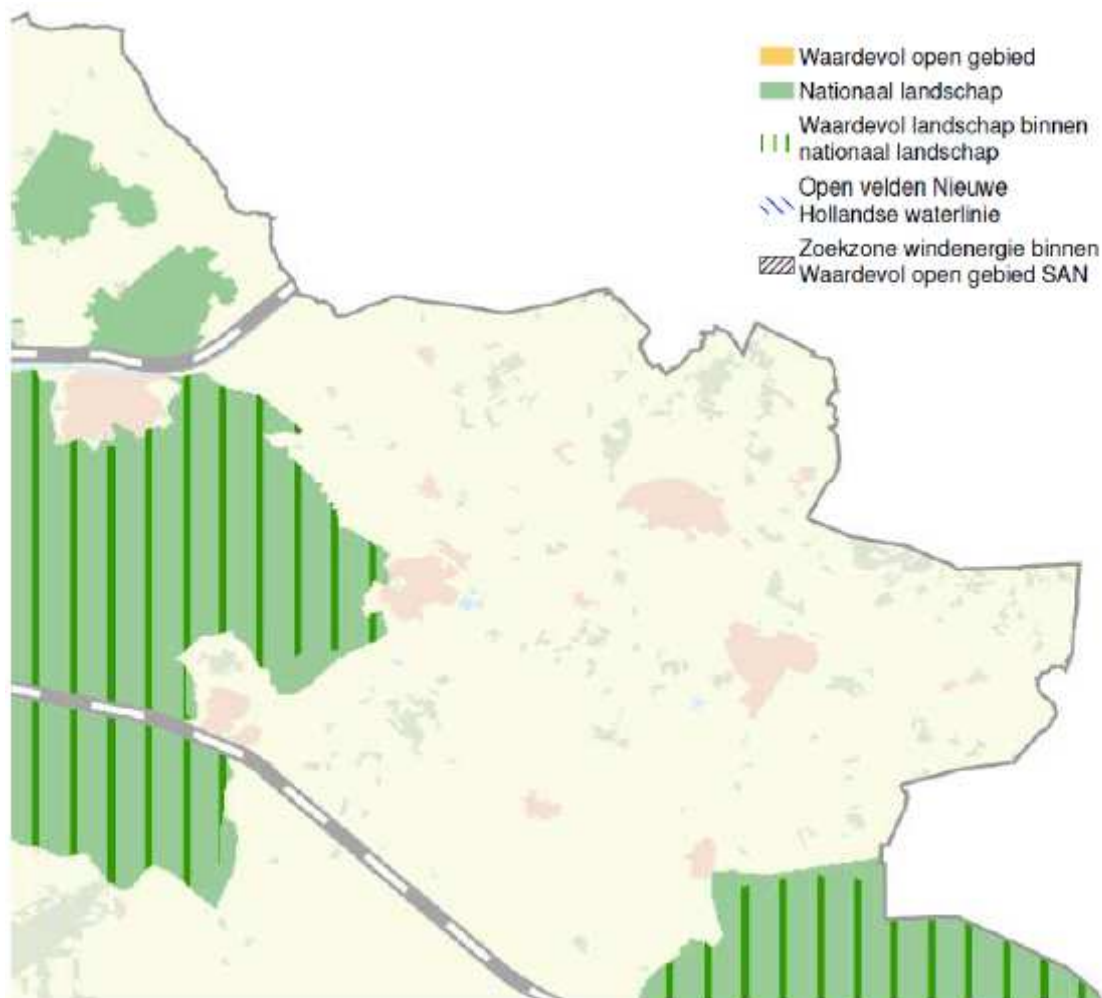 Waardevol open gebied
Nationaal landschap
Waardevol landschap binnen
nationaal landschap
Open velden Nieuwe
Hollandse waterlinie
Zoekzone windenergie binnen
Waardevol open gebied SAN